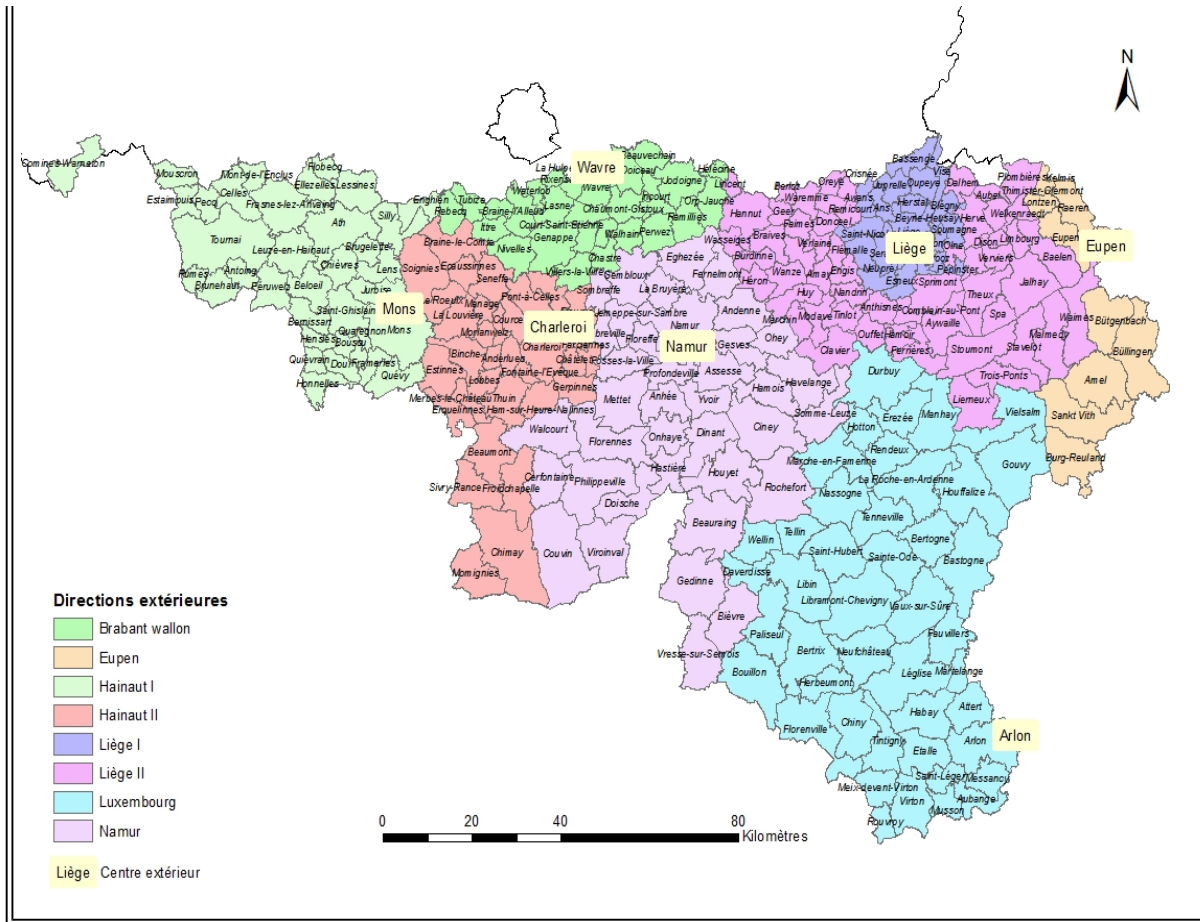 N
Comines-Warneton
Mouscron
Mont-de-l'Enclus
Flobecq
Ellezelles
Lessines
Estaimpuis
Pecq
Celles
Frasnes-lez-Anvaing
Ath
Silly
Enghien
Tournai
Leuze-en-Hainaut
Brugelette
Chièvres
Lens
Rumes
Antoing
Brunehaut
Péruwelz
Beloeil
Jurbise
Saint-Ghislain
Bernissart
Quaregnon
Mons
Mons
Hensies
Boussu
Quiévrain
Dour
Frameries
Honnelles
Quévy
Rebecq
Tubize
Braine-l'Alleud
Ittre
Waterloo
La Hulpe
Rixensart
Lasne
Wavre
Wavre
Beauvechain
Jodoigne
Hélécine
Orp-Jauche
Incourt
Ramillies
Chaumont-Gistoux
Court-Saint-Etienne
Genappe
Nivelles
Walhain
Perwez
Chastre
Villers-la-Ville
Braine-le-Comte
Soignies
Ecaussinnes
Seneffe
Le Roeulx
Manage
La Louvière
Pont-à-Celles
Morlanwelz
Charleroi
Charleroi
Binche
Anderlues
Châtelet
Estinnes
Lobbes
Fontaine-l'Evêque
Gerpinnes
Merbes-le-Château
Thuin
Erquelinnes
Ham-sur-Heure-Nalinnes
Beaumont
Sivry-Rance
Froidchapelle
Chimay
Momignies
Gembloux
Eghezée
Sombreffe
La Bruyère
Fernelmont
Jemeppe-sur-Sambre
Andenne
Namur
Namur
Floreffe
Gesves
Ohey
Fosses-la-Ville
Profondeville
Assesse
Hamois
Havelange
Mettet
Anhée
Yvoir
Somme-Leuze
Walcourt
Florennes
Onhaye
Dinant
Ciney
Hastière
Houyet
Rochefort
Cerfontaine
Philippeville
Doische
Couvin
Viroinval
Beauraing
Gedinne
Bièvre
Vresse-sur-Semois
Lincent
Hannut
Berloz
Waremme
Oreye
Crisnée
Geer
Faimes
Remicourt
Donceel
Wasseiges
Braives
Burdinne
Verlaine
Héron
Wanze
Amay
Engis
Huy
Nandrin
Marchin
Modave
Tinlot
Clavier
Anthisnes
Ouffet
Hamoir
Ferrières
Comblain-au-Pont
Aywaille
Sprimont
Bassenge
Visé
Juprelle
Oupeye
Awans
Ans
Herstal
Blégny
Beyne-Heusay
Soumagne
Liège
Flémalle
Neupré
Esneux
Dalhem
Aubel
Plombières
Thimister-Clermont
Welkenraedt
Herve
Olne
Dison
Limbourg
Verviers
Pepinster
Baelen
Theux
Jalhay
Spa
Stoumont
Stavelot
Malmedy
Waimes
Trois-Ponts
Lierneux
Kelmis
Lontzen
Raeren
Eupen
Eupen
Bütgenbach
Büllingen
Amel
Sankt Vith
Burg-Reuland
Durbuy
Erezée
Manhay
Vielsalm
Hotton
Rendeux
Gouvy
Marche-en-Famenne
La Roche-en-Ardenne
Nassogne
Houffalize
Tenneville
Wellin
Tellin
Saint-Hubert
Sainte-Ode
Bertogne
Bastogne
Daverdisse
Libin
Libramont-Chevigny
Vaux-sur-Sûre
Paliseul
Bertrix
Neufchâteau
Fauvillers
Bouillon
Herbeumont
Léglise
Martelange
Florenville
Chiny
Habay
Attert
Tintigny
Etalle
Arlon
Arlon
Saint-Léger
Messancy
Meix-devant-Virton
Virton
Musson
Aubange
Rouvroy
Directions extérieures
Brabant wallon
Eupen
Hainaut I
Hainaut II
Liège I
Liège II
Luxembourg
Namur
Liège Centre extérieur
0 20 40 80
Kilomètres